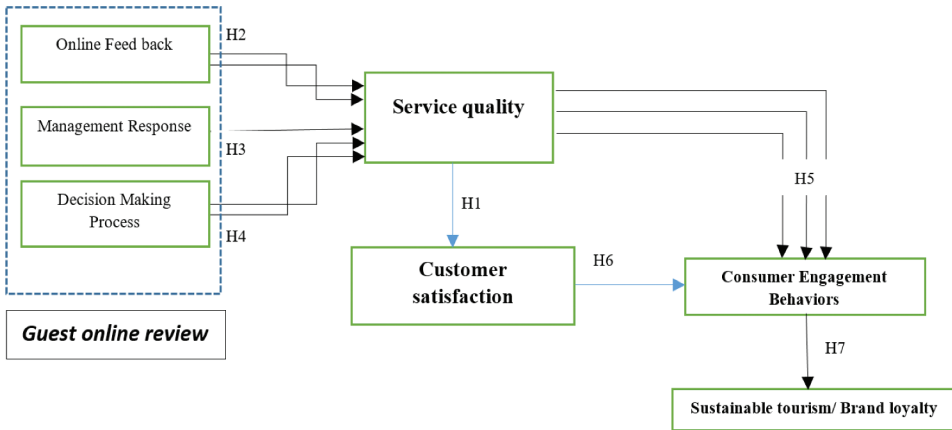 Online Feed back
H2
Management Response
H3
Decision Making
Process
H4
Guest online review
Service quality
H1
H5
Customer
satisfaction
H6
Consumer Engagement
Behaviors
H7
Sustainable tourism/ Brand loyalty